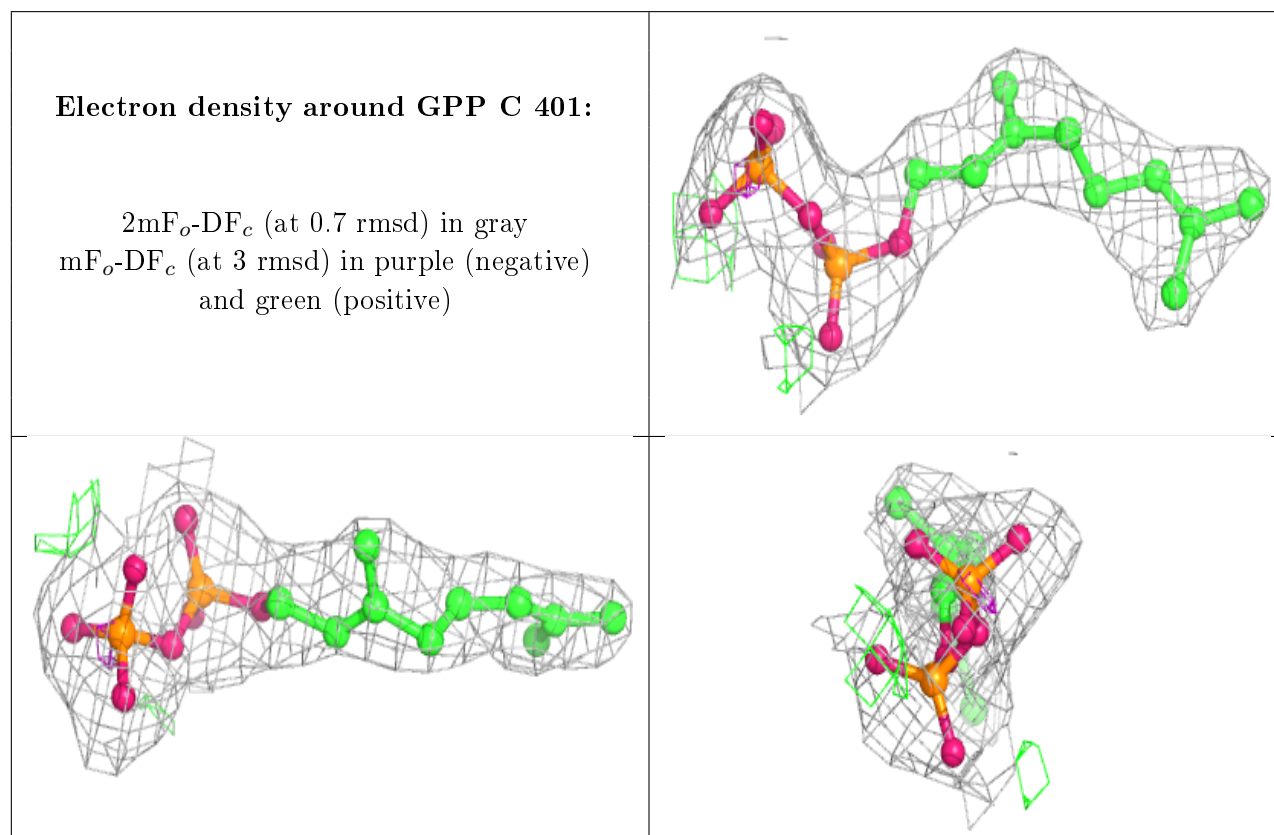 Electron density around GPP C 401:
2mFo-DFc (at 0.7 rmsd) in gray
mFo-DFc (at 3 rmsd) in purple (negative)
and green (positive)